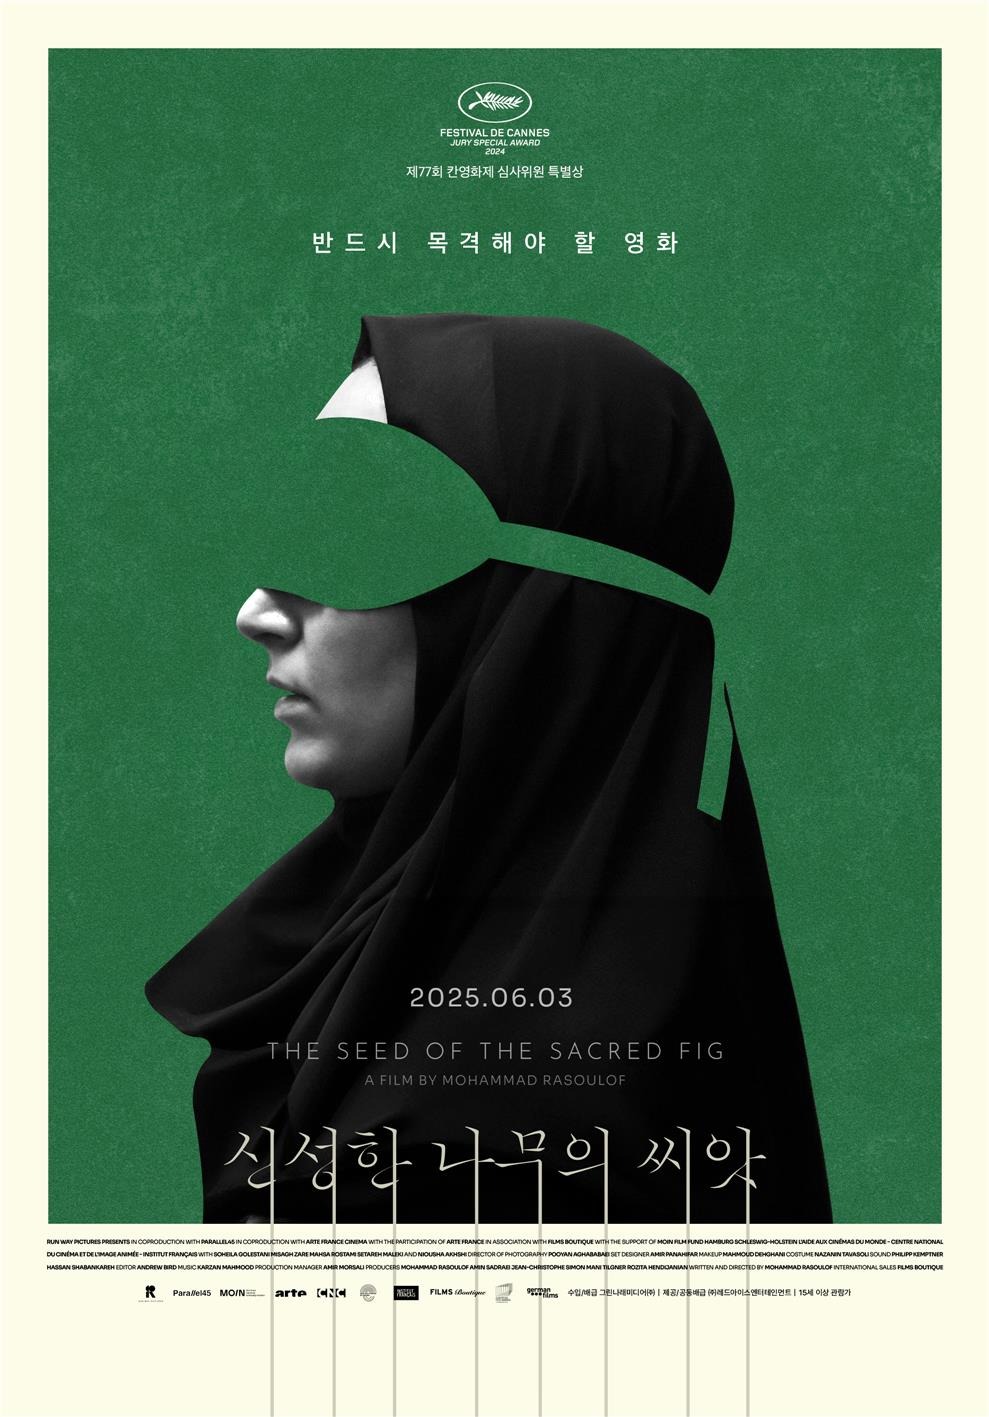 FESTIVAL DE CANNES
JURY SPECIAL AWARD
2024
제77회 칸영화제 심사위원 특별상
반드시 목격해야 할 영화
2025.06.03
THE SEED OF THE SACRED FIG
A FILM BY MOHAMMAD RASOULOF
신성한 나무의 씨앗
RUN WAY PICTURES PRESENTS IN COPRODUCTION WITH PARALLEL45 IN COPRODUCTION WITH ARTE FRANCE CINEMA WITH THE PARTICIPATION OF ARTE FRANCE IN ASSOCIATION WITH FILMS BOUTIQUE WITH THE SUPPORT OF MOIN FILM FUND HAMBURG SCHLESWIG-HOLSTEIN L'AIDE AUX CINÉMAS DU MONDE - CENTRE NATIONAL
DU CINÉMA ET DE L'IMAGE ANIMÉE - INSTITUT FRANÇAIS WITH SOHEILA GOLESTANI MISAGH ZARE MAHSA ROSTAMI SETAREH MALEKI AND NIOUSHA AKHSHI DIRECTOR OF PHOTOGRAPHY POOYAN AGHABABAEI SET DESIGNER AMIR PANAHIFAR MAKEUP MAHMOUD DEHGHANI COSTUME NAZANIN TAVASOLI SOUND PHILIPP KEMPTNER
HASSAN SHABANKAREH EDITOR ANDREW BIRD MUSIC KARZAN MAHMOOD PRODUCTION MANAGER AMIR MORSALI PRODUCERS MOHAMMAD RASOULOF AMIN SADRAEI JEAN-CHRISTOPHE SIMON MANI TILGNER ROZITA HENDIJANIAN WRITTEN AND DIRECTED BY MOHAMMAD RASOULOF INTERNATIONAL SALES FILMS BOUTIQUE
Parallel45 MO/N arte CNC INSTITUT FRANÇAIS FILMS Boutique german films 수입/배급 그린나래미디어㈜ | 제공/공동배급 ㈜레드아이스엔터테인먼트 | 15세 이상 관람가